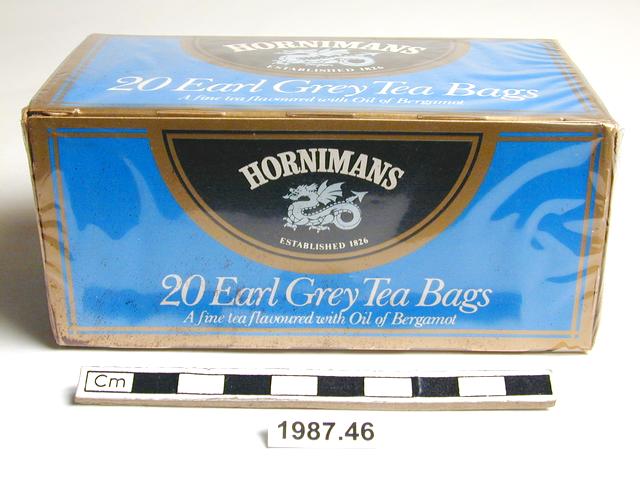 HORNIMANS
ESTABLISHED 1826
20 Earl Grey Tea Bags
A fine tea flavoured with Oil of Bergamot
HORNIMANS
ESTABLISHED 1826
20 Earl Grey Tea Bags
A fine tea flavoured with Oil of Bergamot
Cm
1987.46